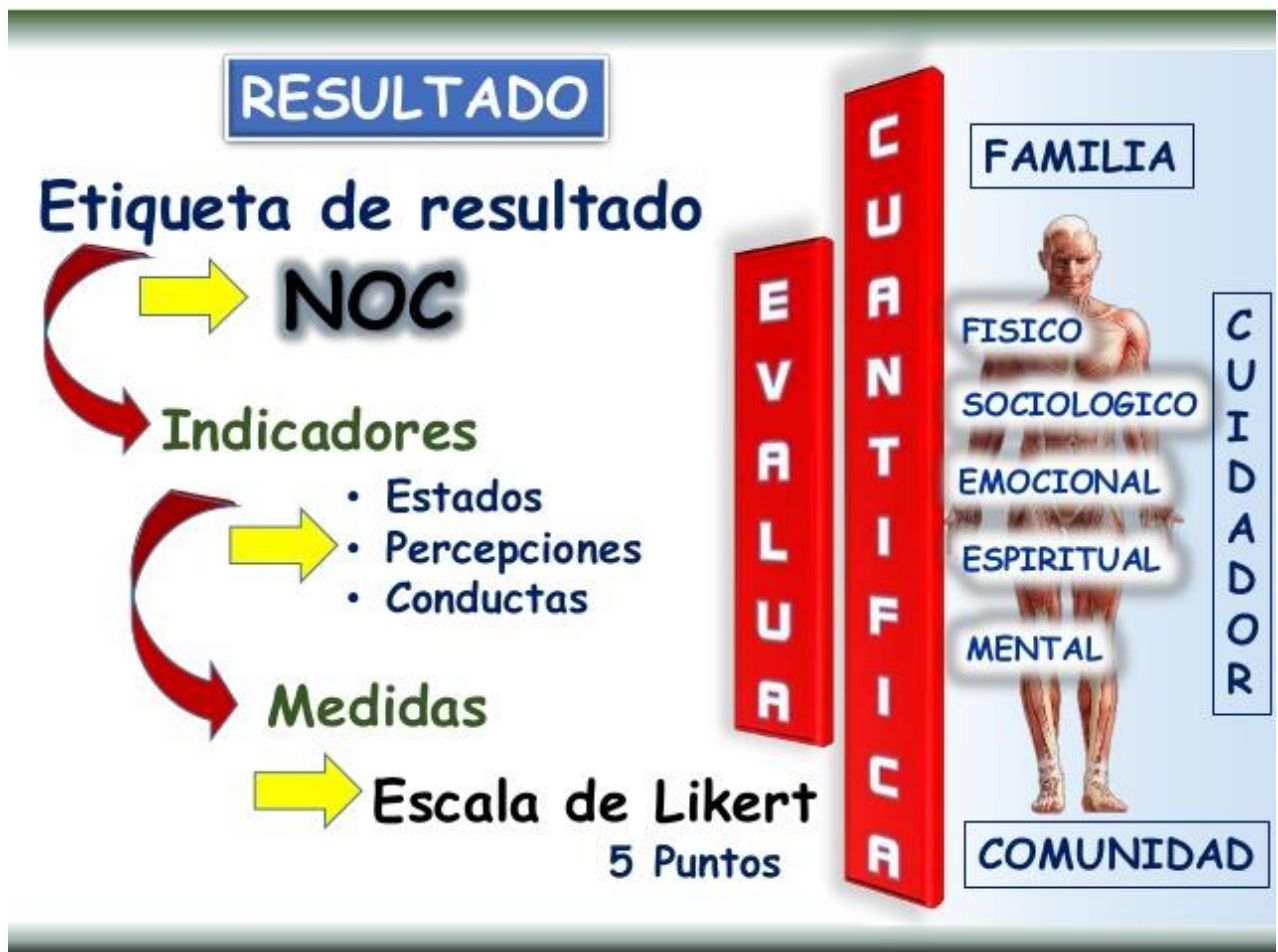 RESULTADO
Etiqueta de resultado
NOC
Indicadores
• Estados
• Percepciones
• Conductas
Medidas
Escala de Likert
5 Puntos
EVALUA
CUANTIFICA
FAMILIA
FISICO
SOCIOLOGICO
EMOCIONAL
ESPIRITUAL
MENTAL
CUIDADOR
COMUNIDAD